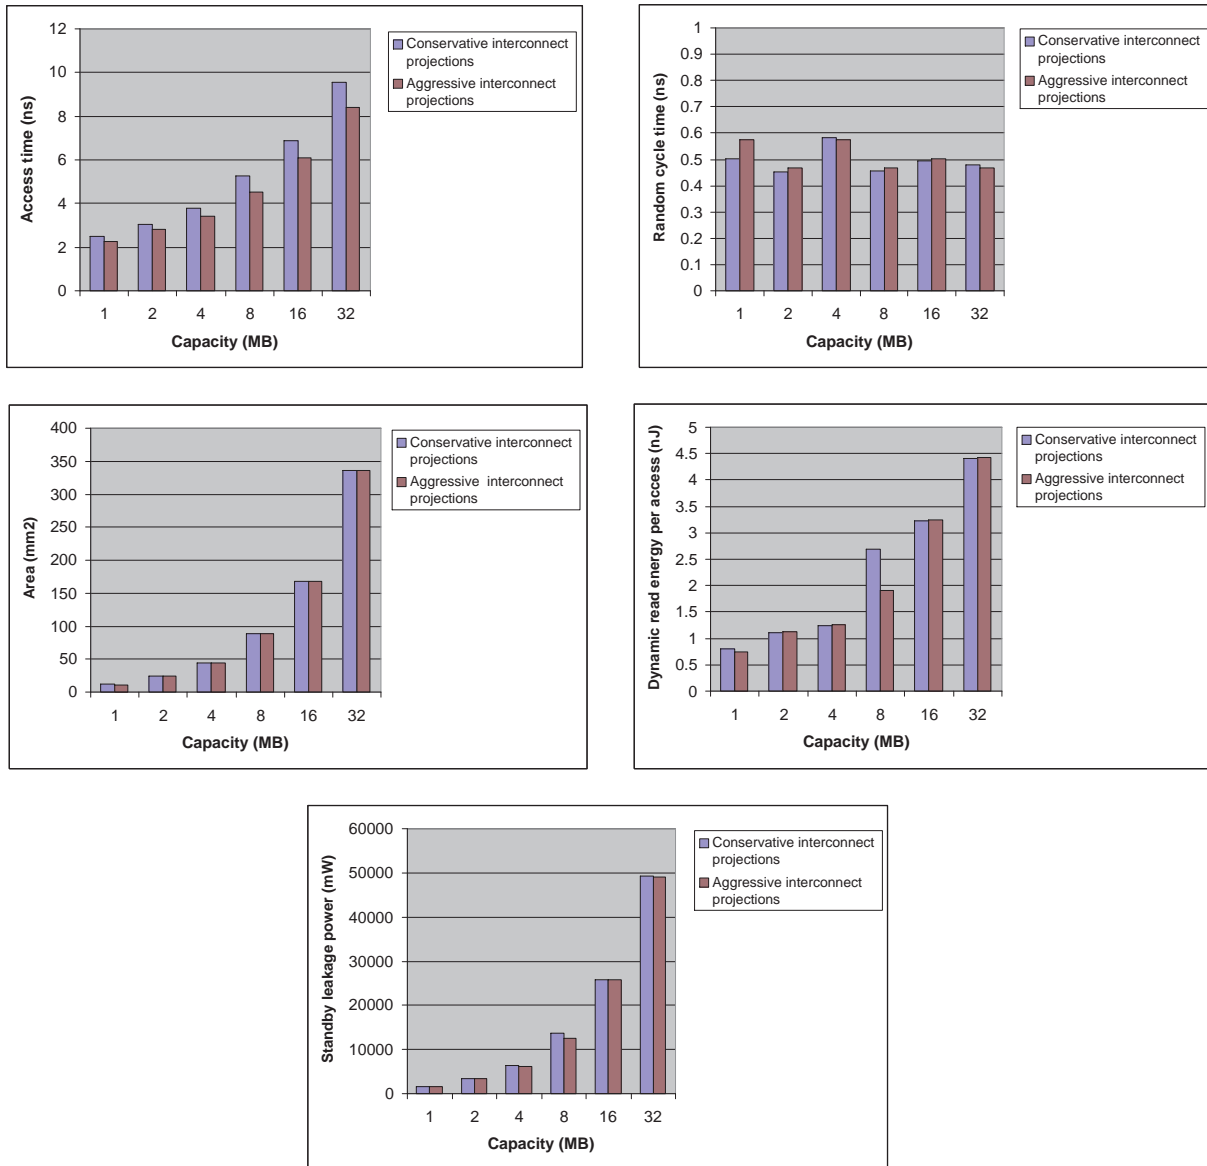 12
10
8
6
4
2
0
Access time (ns)
1 2 4 8 16 32
Capacity (MB)
Conservative interconnect
projections
Aggressive interconnect
projections
1
0.9
0.8
0.7
0.6
0.5
0.4
0.3
0.2
0.1
0
Random cycle time (ns)
1 2 4 8 16 32
Capacity (MB)
Conservative interconnect
projections
Aggressive interconnect
projections
400
350
300
250
200
150
100
50
0
Area (mm2)
1 2 4 8 16 32
Capacity (MB)
Conservative interconnect
projections
Aggressive interconnect
projections
5
4.5
4
3.5
3
2.5
2
1.5
1
0.5
0
Dynamic read energy per access (nJ)
1 2 4 8 16 32
Capacity (MB)
Conservative interconnect
projections
Aggressive interconnect
projections
60000
50000
40000
30000
20000
10000
0
Standby leakage power (mW)
1 2 4 8 16 32
Capacity (MB)
Conservative interconnect
projections
Aggressive interconnect
projections